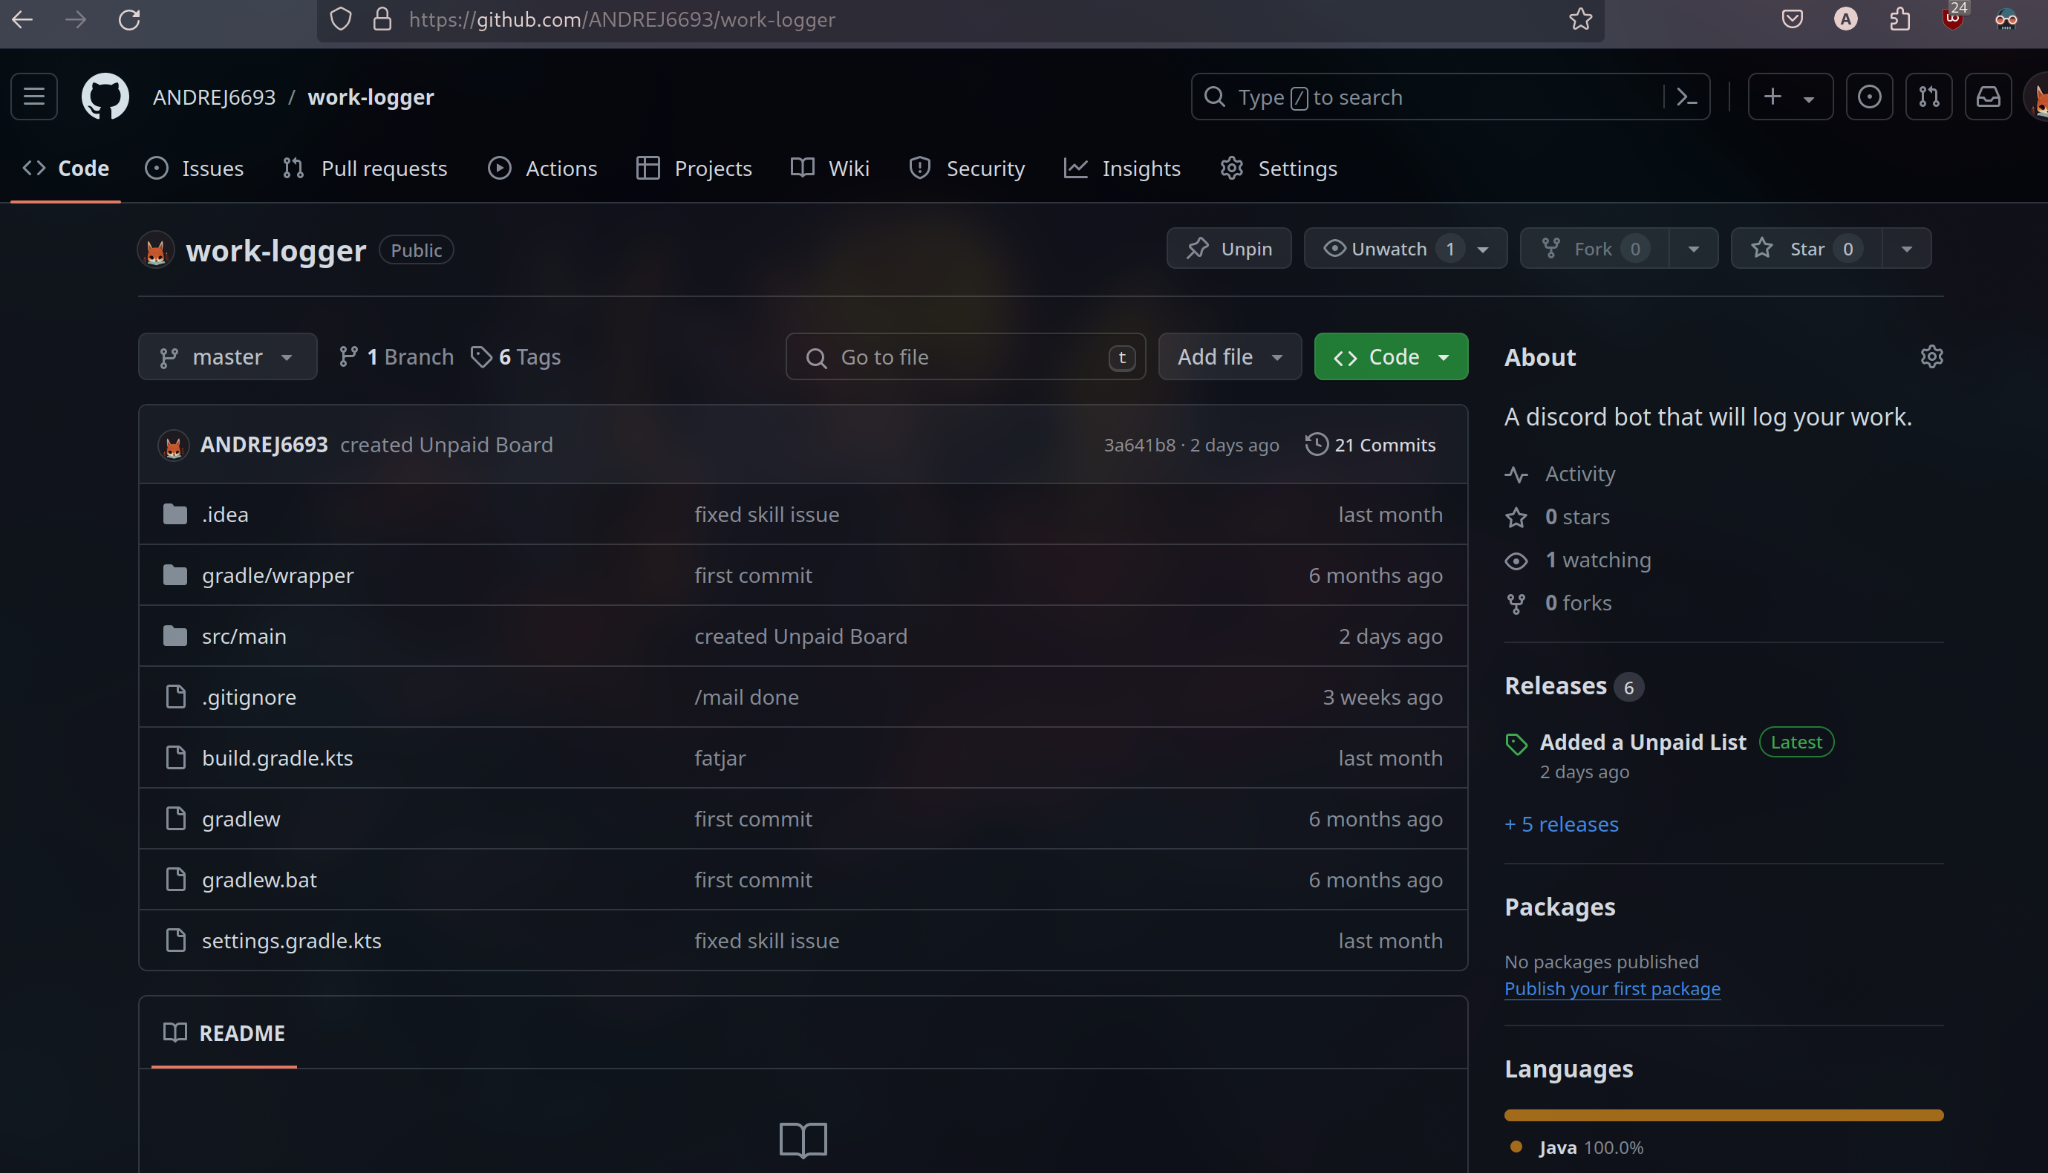 https://github.com/ANDREJ6693/work-logger
24
A
ANDREJ6693 / work-logger
Type / to search
Code Issues Pull requests Actions Projects Wiki Security Insights Settings
work-logger Public
Unpin Unwatch 1 Fork 0 Star 0
master 1 Branch 6 Tags
Go to file t Add file Code
ANDREJ6693 created Unpaid Board 3a641b8 · 2 days ago 21 Commits
.idea fixed skill issue last month
gradle/wrapper first commit 6 months ago
src/main created Unpaid Board 2 days ago
.gitignore /mail done 3 weeks ago
build.gradle.kts fatjar last month
gradlew first commit 6 months ago
gradlew.bat first commit 6 months ago
settings.gradle.kts fixed skill issue last month
README
About
A discord bot that will log your work.
Activity
0 stars
1 watching
0 forks
Releases 6
Added a Unpaid List Latest
2 days ago
+ 5 releases
Packages
No packages published
Publish your first package
Languages
Java 100.0%